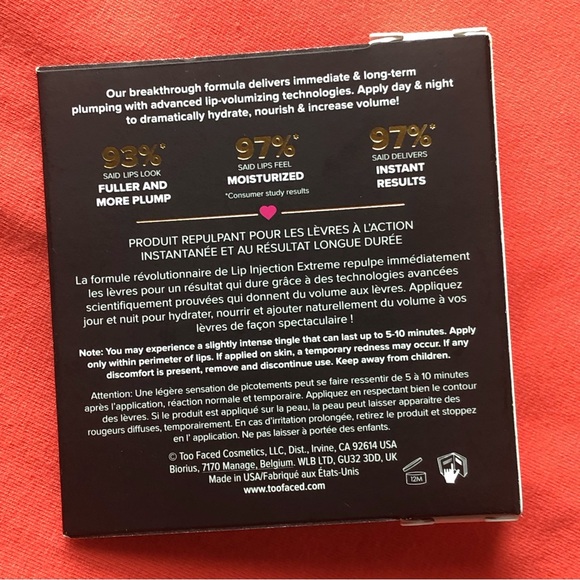 Our breakthrough formula delivers immediate & long-term
plumping with advanced lip-volumizing technologies. Apply day & night
to dramatically hydrate, nourish & increase volume!
93%*
SAID LIPS LOOK
FULLER AND
MORE PLUMP
97%*
SAID LIPS FEEL
MOISTURIZED
*Consumer study results
97%*
SAID DELIVERS
INSTANT
RESULTS
PRODUIT REPULPANT POUR LES LÈVRES À L'ACTION
INSTANTANÉE ET AU RÉSULTAT LONGUE DURÉE
La formule révolutionnaire de Lip Injection Extreme repulpe immédiatement
les lèvres pour un résultat qui dure grâce à des technologies avancées
scientifiquement prouvées qui donnent du volume aux lèvres. Appliquez
jour et nuit pour hydrater, nourrir et ajouter naturellement du volume à vos
lèvres de façon spectaculaire !
Note: You may experience a slightly intense tingle that can last up to 5-10 minutes. Apply
only within perimeter of lips. If applied on skin, a temporary redness may occur. If any
discomfort is present, remove and discontinue use. Keep away from children.
Attention: Une légère sensation de picotements peut se faire ressentir de 5 à 10 minutes
après l'application, réaction normale et temporaire. Appliquez en respectant bien le contour
des lèvres. Si le produit est appliqué sur la peau, la peau peut laisser apparaitre des
rougeurs diffuses, temporairement. En cas d'irritation prolongée, retirez le produit et stoppez
en l' application. Ne pas laisser à portée des enfants.
© Too Faced Cosmetics, LLC, Dist., Irvine, CA 92614 USA
Biorius, 7170 Manage, Belgium. WLB LTD, GU32 3DD, UK
Made in USA/Fabriqué aux États-Unis
www.toofaced.com
12M